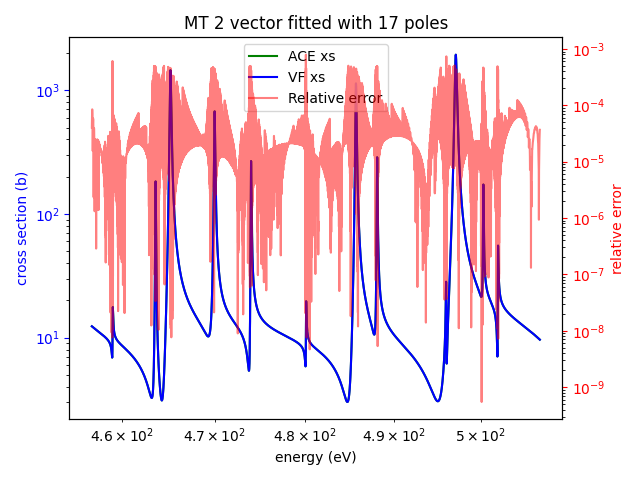 MT 2 vector fitted with 17 poles
ACE xs
VF xs
Relative error
cross section (b)
10³
10²
10¹
relative error
10⁻³
10⁻⁴
10⁻⁵
10⁻⁶
10⁻⁷
10⁻⁸
10⁻⁹
4.6 × 10² 4.7 × 10² 4.8 × 10² 4.9 × 10² 5 × 10²
energy (eV)